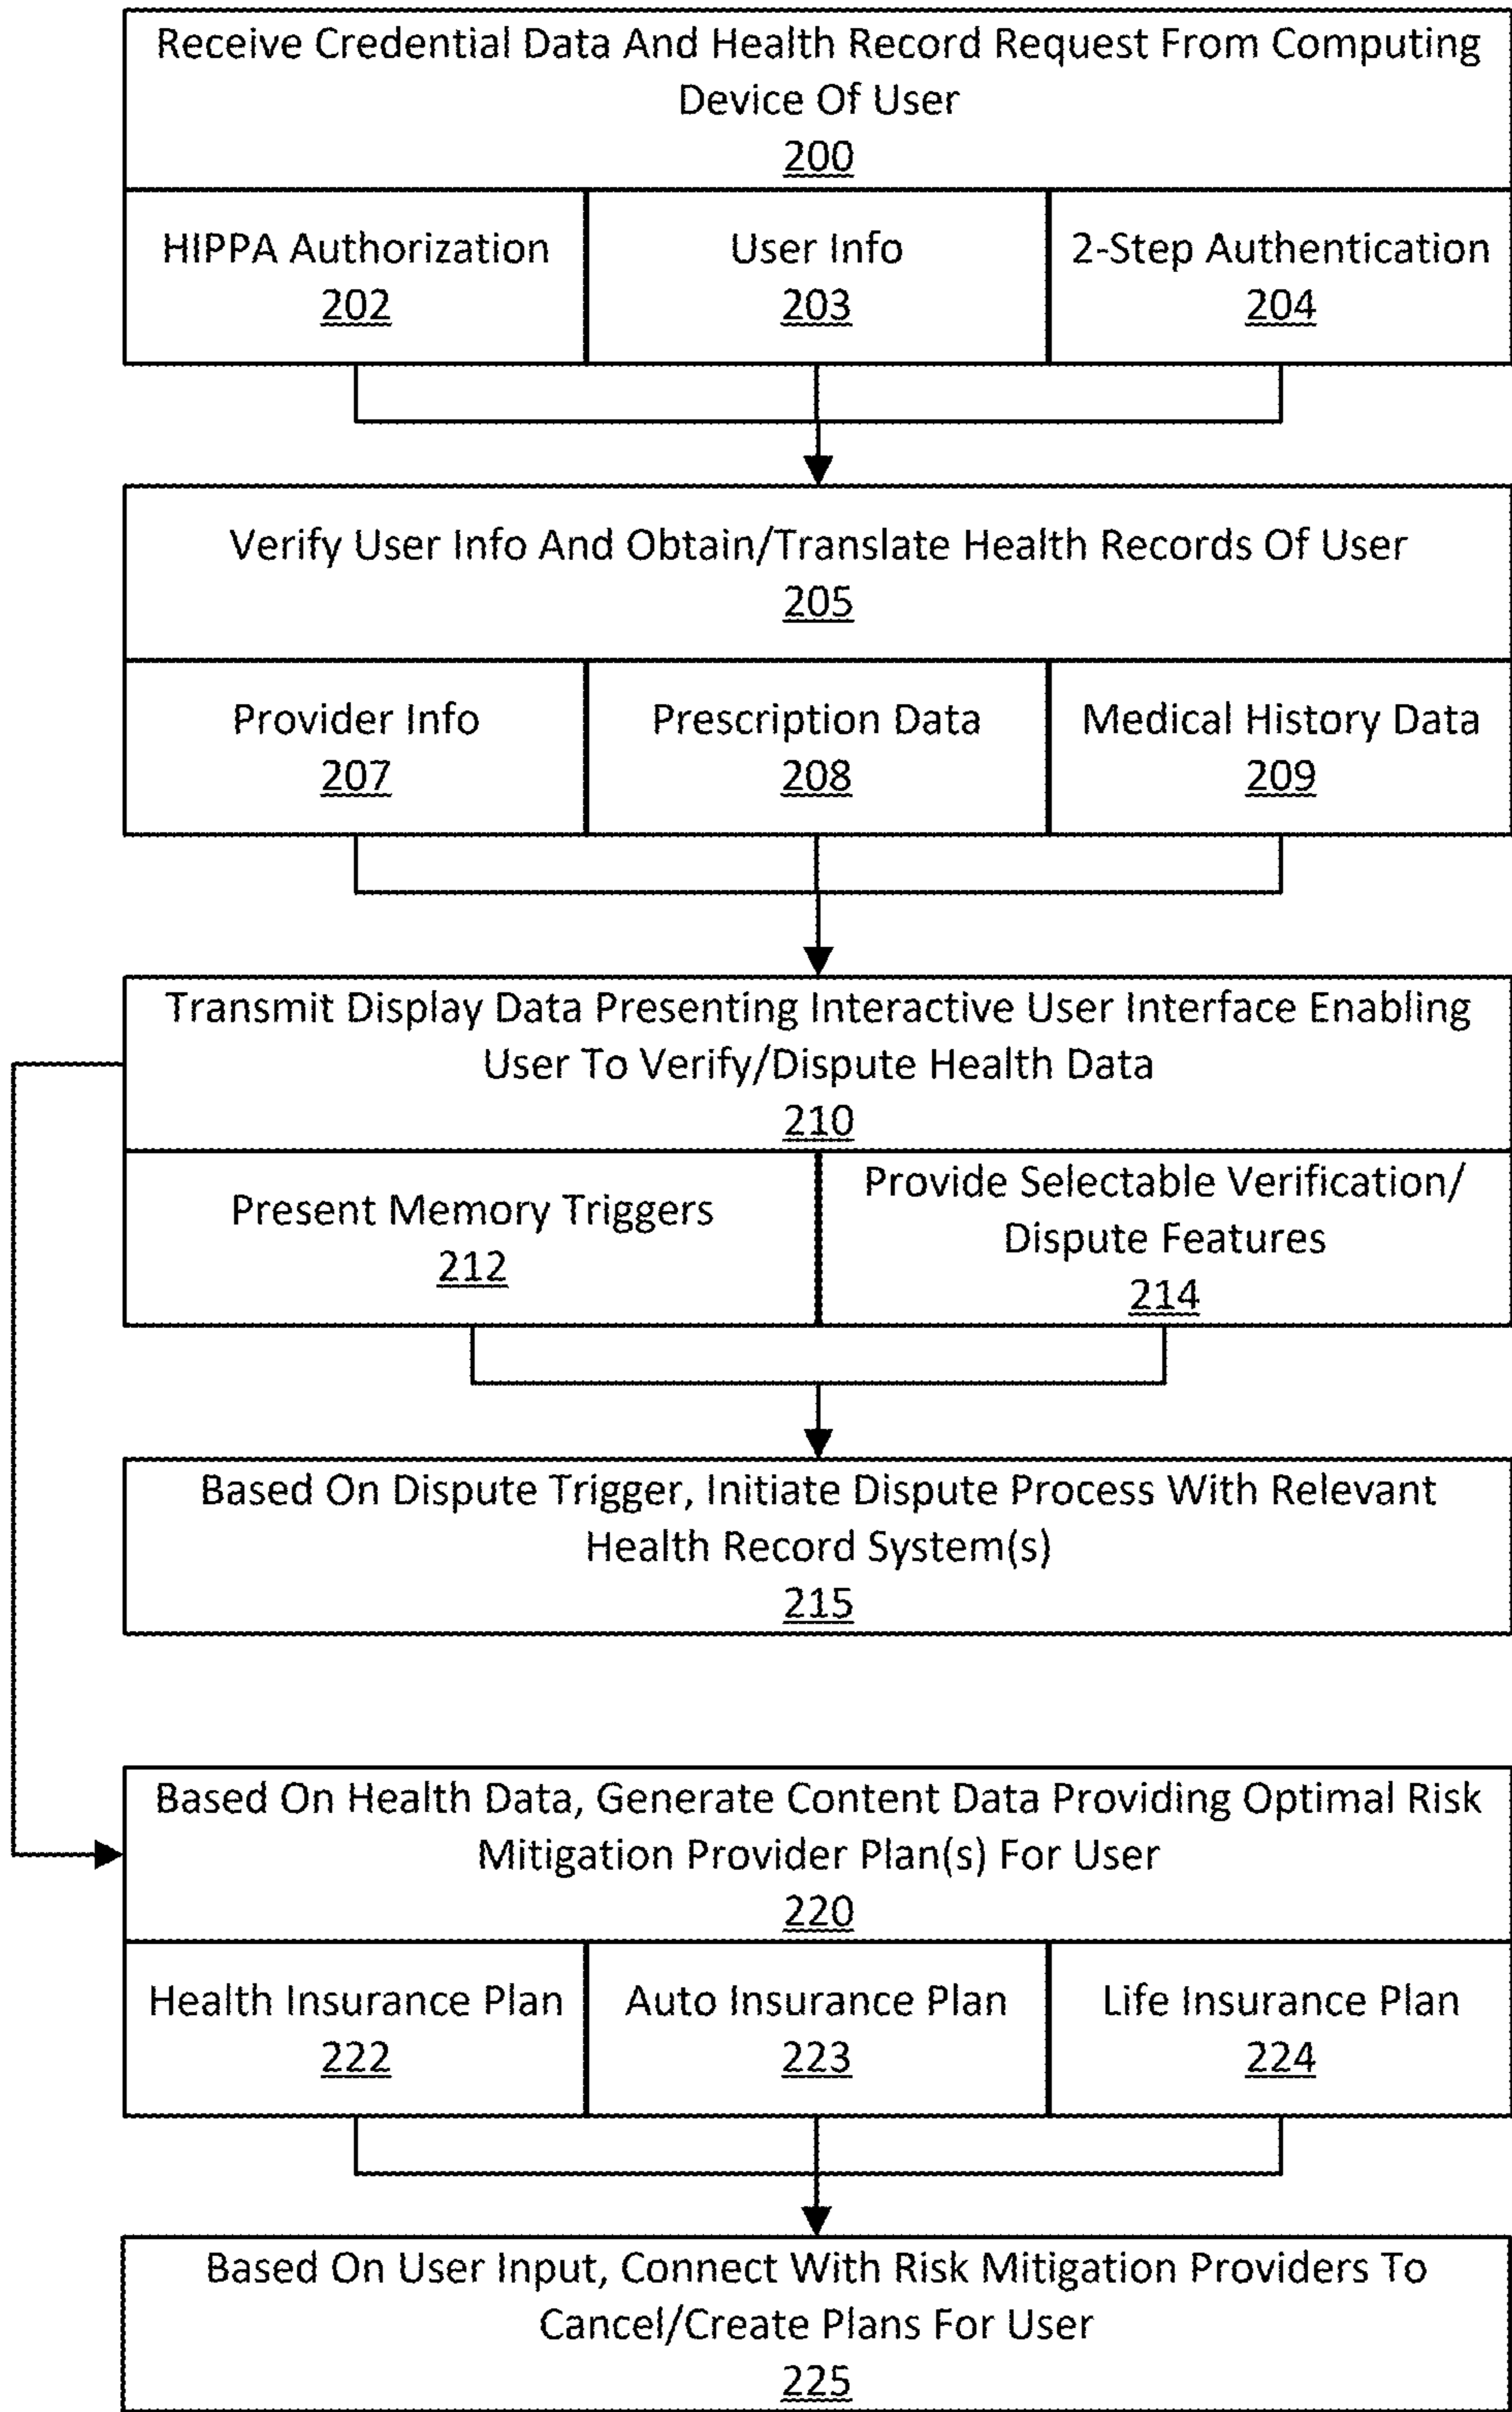 Receive Credential Data And Health Record Request From Computing
Device Of User
200
HIPPA Authorization
202
User Info
203
2-Step Authentication
204
Verify User Info And Obtain/Translate Health Records Of User
205
Provider Info
207
Prescription Data
208
Medical History Data
209
Transmit Display Data Presenting Interactive User Interface Enabling
User To Verify/Dispute Health Data
210
Present Memory Triggers
212
Provide Selectable Verification/
Dispute Features
214
Based On Dispute Trigger, Initiate Dispute Process With Relevant
Health Record System(s)
215
Based On Health Data, Generate Content Data Providing Optimal Risk
Mitigation Provider Plan(s) For User
220
Health Insurance Plan
222
Auto Insurance Plan
223
Life Insurance Plan
224
Based On User Input, Connect With Risk Mitigation Providers To
Cancel/Create Plans For User
225